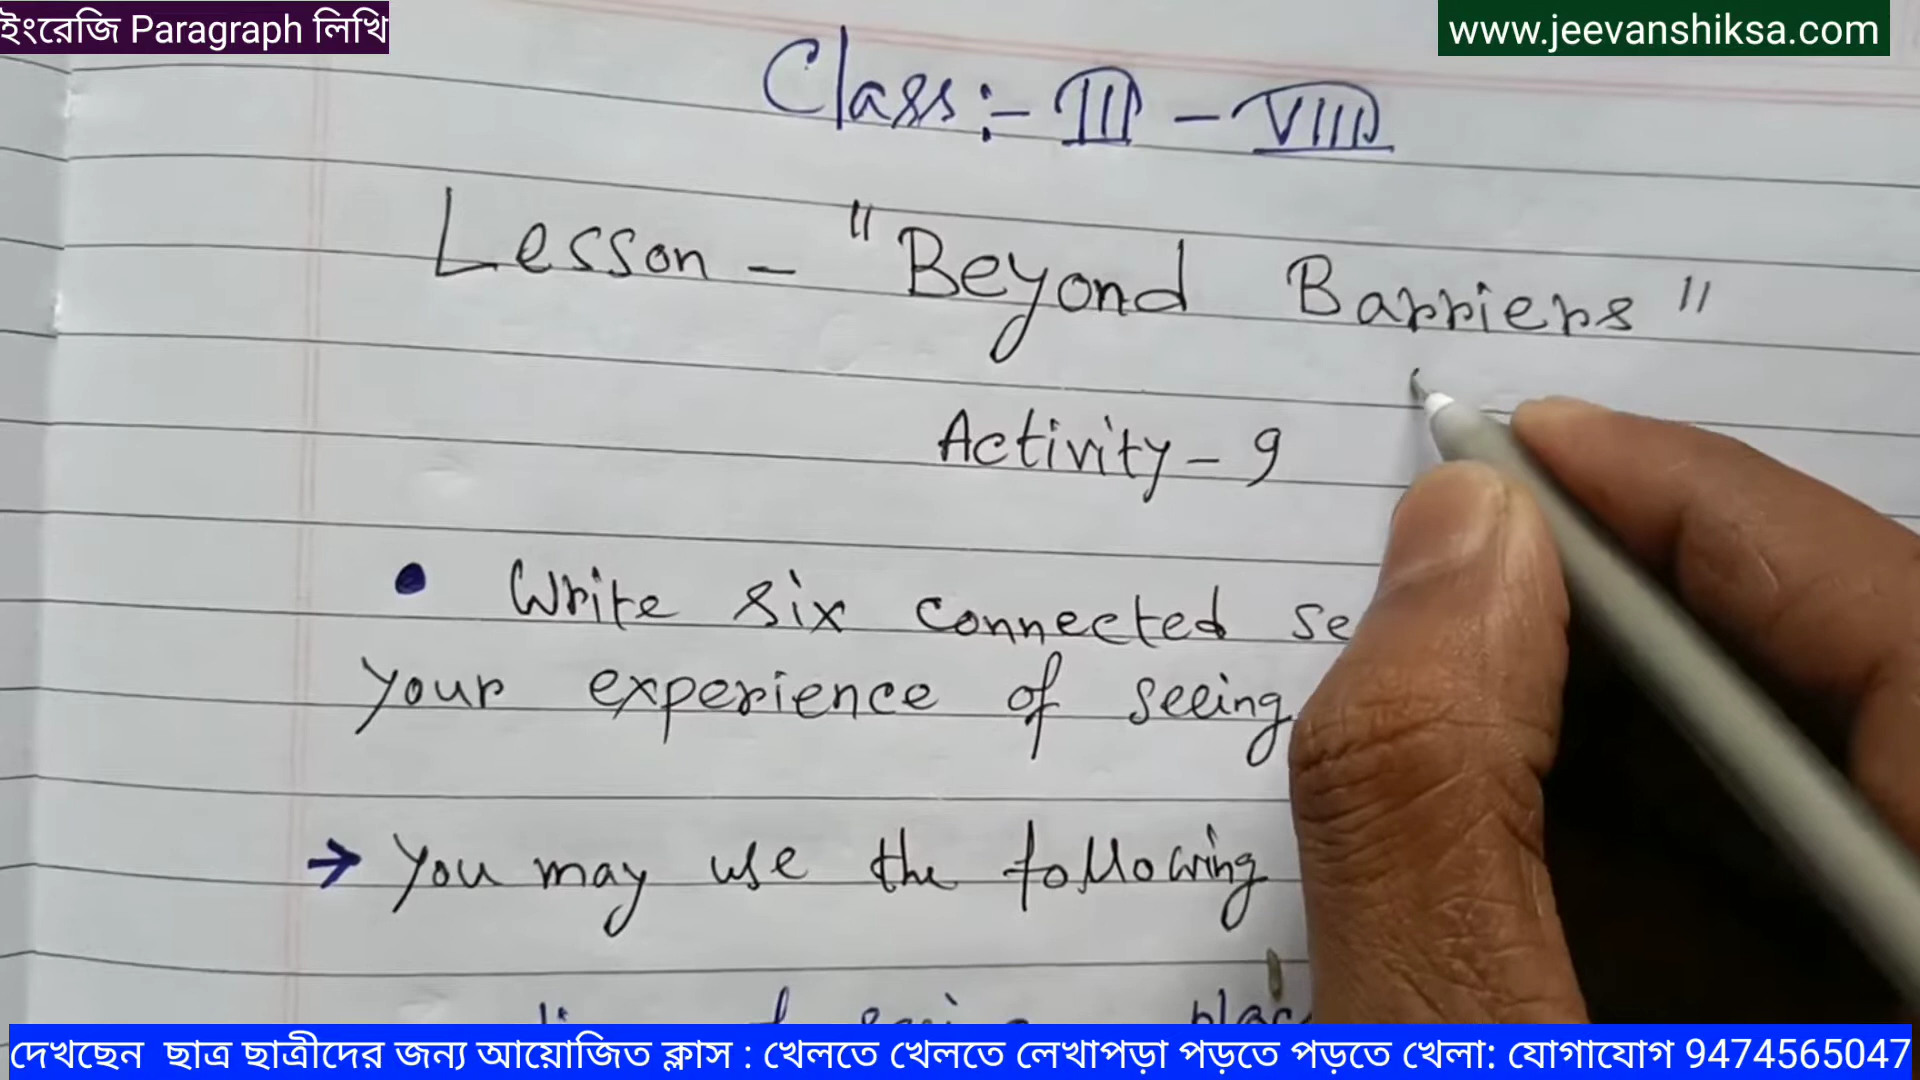 ইংরেজি Paragraph লিখি
www.jeevanshiksa.com
Class:- III - VIII
Lesson - "Beyond Barriers"
Activity - 9
• Write six connected se
your experience of seeing
→ You may use the following
দেখছেন ছাত্র ছাত্রীদের জন্য আয়োজিত ক্লাস : খেলতে খেলতে লেখাপড়া পড়তে পড়তে খেলা: যোগাযোগ 9474565047